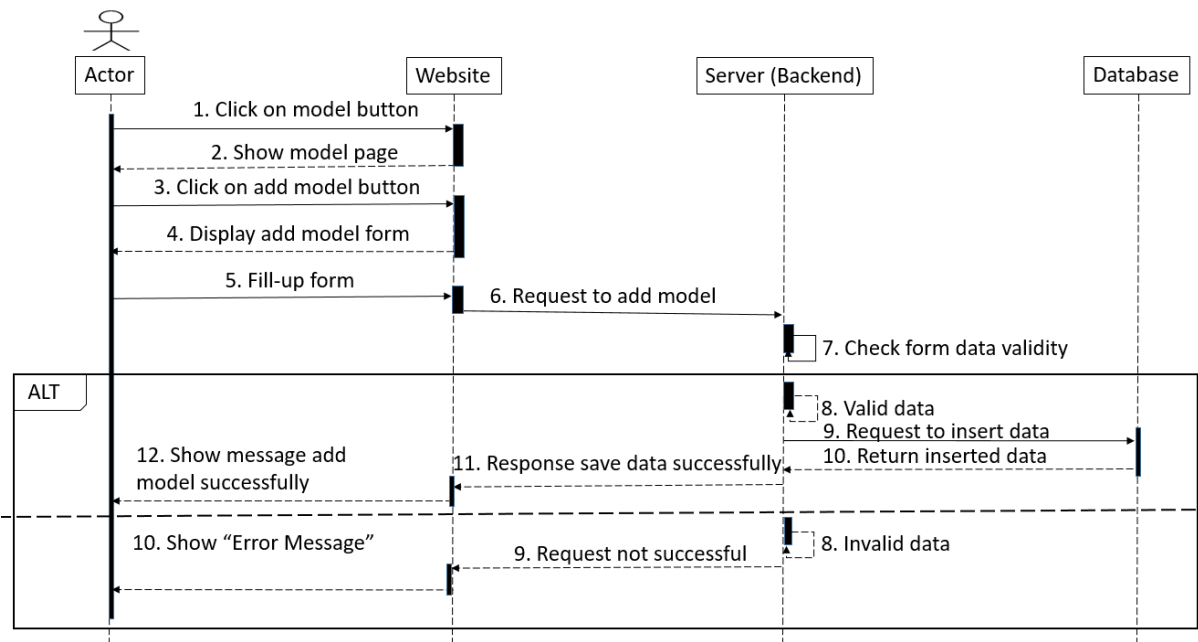 Actor
Website
Server (Backend)
Database
1. Click on model button
2. Show model page
3. Click on add model button
4. Display add model form
5. Fill-up form
6. Request to add model
7. Check form data validity
ALT
8. Valid data
9. Request to insert data
10. Return inserted data
11. Response save data successfully
12. Show message add
model successfully
8. Invalid data
9. Request not successful
10. Show “Error Message”